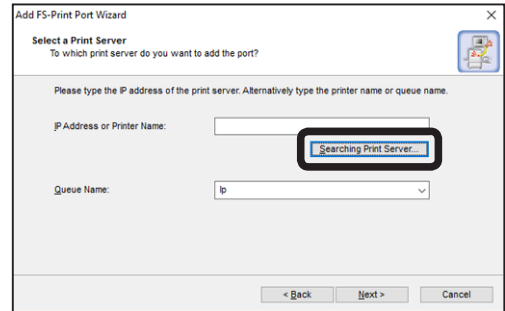 Add FS-Print Port Wizard
Select a Print Server
To which print server do you want to add the port?
Please type the IP address of the print server. Alternatively type the printer name or queue name.
IP Address or Printer Name:
Searching Print Server...
Queue Name:
lp
< Back
Next >
Cancel